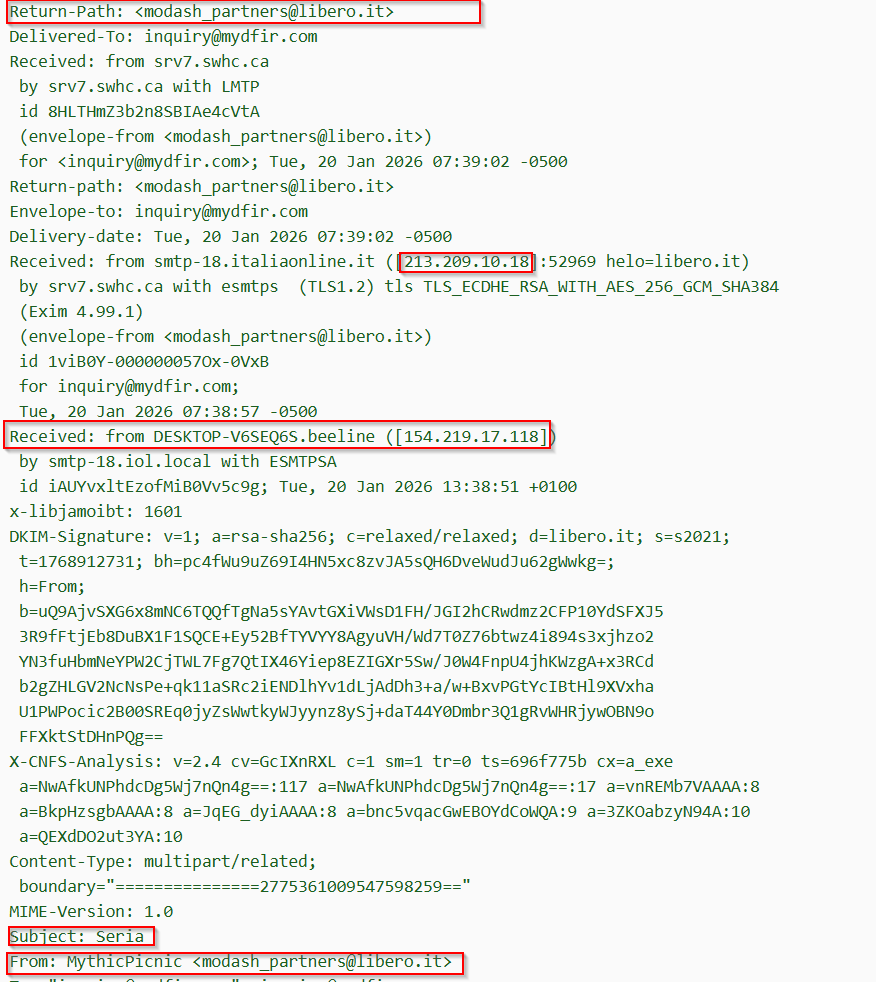 Return-Path: <modash_partners@libero.it>
Delivered-To: inquiry@mydfir.com
Received: from srv7.swhc.ca
by srv7.swhc.ca with LMTP
id 8HLTHmZ3b2n8SBIAe4cVtA
(envelope-from <modash_partners@libero.it>)
for <inquiry@mydfir.com>; Tue, 20 Jan 2026 07:39:02 -0500
Return-path: <modash_partners@libero.it>
Envelope-to: inquiry@mydfir.com
Delivery-date: Tue, 20 Jan 2026 07:39:02 -0500
Received: from smtp-18.italiaonline.it ([213.209.10.18]:52969 helo=libero.it)
by srv7.swhc.ca with esmtps  (TLS1.2) tls TLS_ECDHE_RSA_WITH_AES_256_GCM_SHA384
(Exim 4.99.1)
(envelope-from <modash_partners@libero.it>)
id 1viB0Y-000000057Ox-0VxB
for inquiry@mydfir.com;
Tue, 20 Jan 2026 07:38:57 -0500
Received: from DESKTOP-V6SEQ6S.beeline ([154.219.17.118])
by smtp-18.iol.local with ESMTPSA
id iAUYvxltEzofMiB0Vv5c9g; Tue, 20 Jan 2026 13:38:51 +0100
x-libjamoibt: 1601
DKIM-Signature: v=1; a=rsa-sha256; c=relaxed/relaxed; d=libero.it; s=s2021;
t=1768912731; bh=pc4fWu9uZ69I4HN5xc8zvJA5sQH6DveWudJu62gWwkg=;
h=From;
b=uQ9AjvSXG6x8mNC6TQQfTgNa5sYAvtGXiVWsD1FH/JGI2hCRwdmz2CFP10YdSFXJ5
3R9fFtjEb8DuBX1F1SQCE+Ey52BfTYVYY8AgyuVH/Wd7T0Z76btwz4i894s3xjhzo2
YN3fuHbmNeYPW2CjTWL7Fg7QtIX46Yiep8EZIGXr5Sw/J0W4FnpU4jhKWzgA+x3RCd
b2gZHLGV2NcNsPe+qk11aSRc2iENDlhYv1dLjAdDh3+a/w+BxvPGtYcIBtHl9XVxha
U1PWPocic2B00SREq0jyZsWwtkyWJyynz8ySj+daT44Y0Dmbr3Q1gRvWHRjywOBN9o
FFXktStDHnPQg==
X-CNFS-Analysis: v=2.4 cv=GcIXnRXL c=1 sm=1 tr=0 ts=696f775b cx=a_exe
a=NwAfkUNPhdcDg5Wj7nQn4g==:117 a=NwAfkUNPhdcDg5Wj7nQn4g==:17 a=vnREMb7VAAAA:8
a=BkpHzsgbAAAA:8 a=JqEG_dyiAAAA:8 a=bnc5vqacGwEBOYdCoWQA:9 a=3ZKOabzyN94A:10
a=QEXdDO2ut3YA:10
Content-Type: multipart/related;
boundary="===============2775361009547598259=="
MIME-Version: 1.0
Subject: Seria
From: MythicPicnic <modash_partners@libero.it>